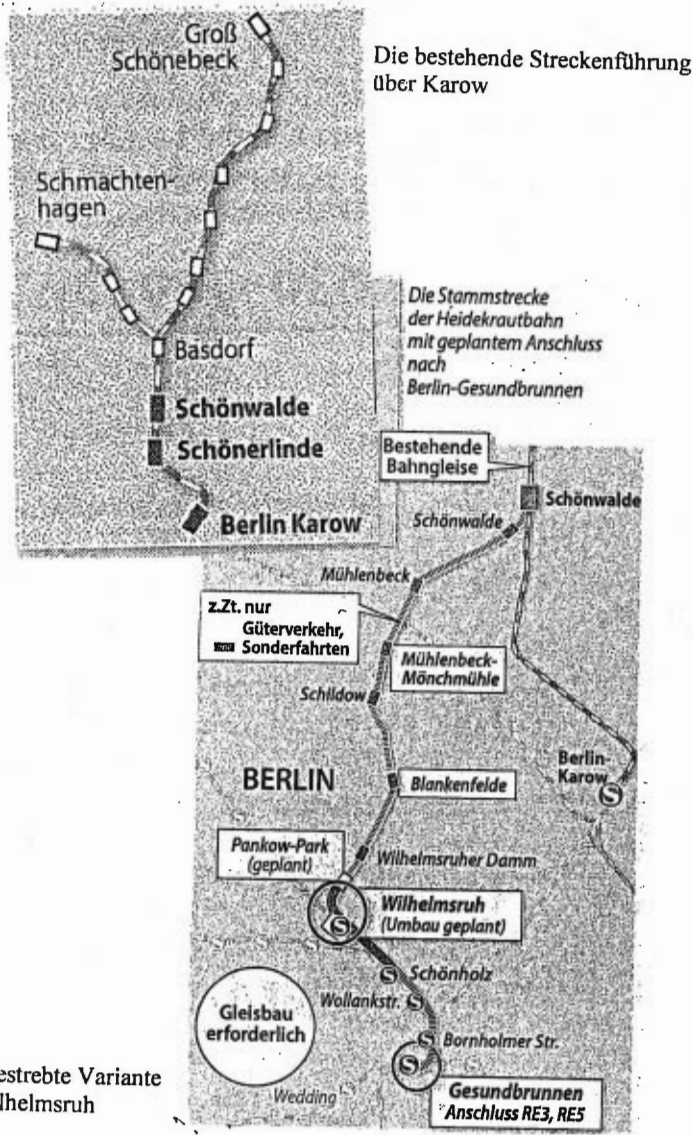 Groß
Schönebeck
Die bestehende Streckenführung
über Karow
Schmachten-
hagen
Basdorf
Schönwalde
Schönerlinde
Berlin Karow
Die Stammstrecke
der Heidekrautbahn
mit geplantem Anschluss
nach
Berlin-Gesundbrunnen
Bestehende
Bahngleise
Schönwalde
Schönwalde
Mühlenbeck
z.Zt. nur
Güterverkehr,
Sonderfahrten
Mühlenbeck-
Mönchmühle
Schildow
Berlin-
Karow
S
BERLIN
Blankenfelde
Pankow-Park
(geplant)
Wilhelmsruher Damm
Wilhelmsruh
(Umbau geplant)
S
S
Schönholz
Wollankstr.
S
Gleisbau
erforderlich
S
Bornholmer Str.
S
Wedding
Gesundbrunnen
Anschluss RE3, RE5
estrebte Variante
lhelmsruh